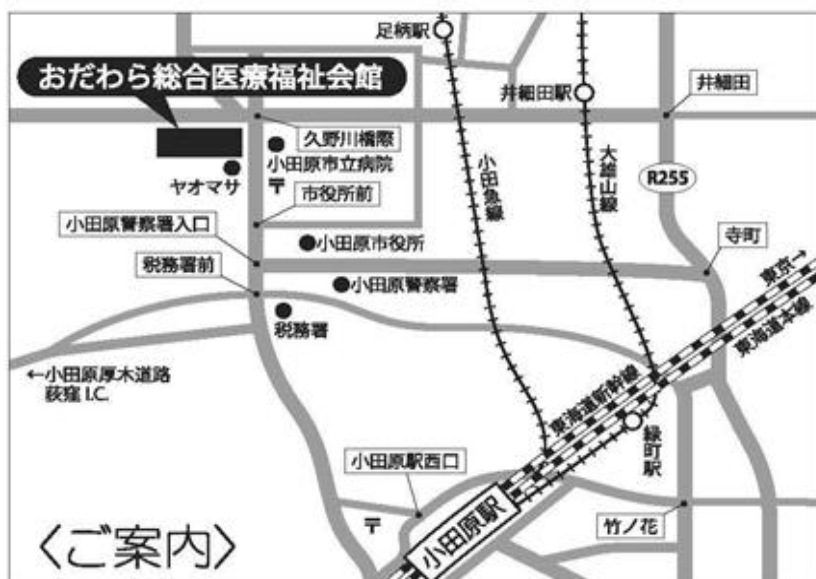 足柄駅
おだわら総合医療福祉会館
井細田駅
井細田
久野川橋際
小田原市立病院
ヤオマサ
〒
市役所前
小田急線
大雄山線
R255
小田原警察署入口
小田原市役所
寺町
税務署前
小田原警察署
東京→
税務署
東海道本線
←小田原厚木道路
荻窪 I.C.
東海道新幹線
緑町駅
小田原駅西口
小田原駅
〒
竹ノ花
〈ご案内〉